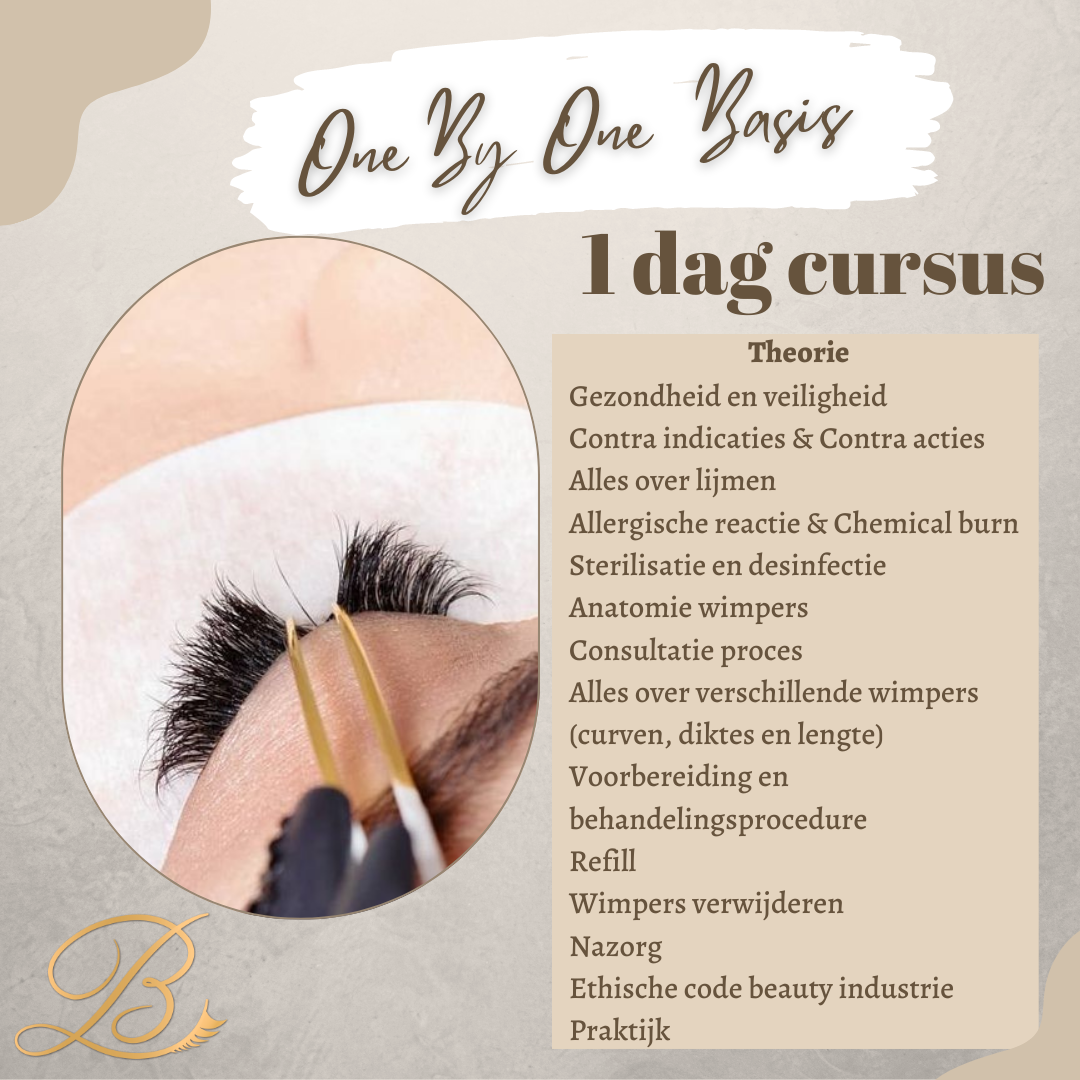 One By One Basis
1 dag cursus
Theorie
Gezondheid en veiligheid
Contra indicaties & Contra acties
Alles over lijmen
Allergische reactie & Chemical burn
Sterilisatie en desinfectie
Anatomie wimpers
Consultatie proces
Alles over verschillende wimpers
(curven, diktes en lengte)
Voorbereiding en
behandelingsprocedure
Refill
Wimpers verwijderen
Nazorg
Ethische code beauty industrie
Praktijk
B